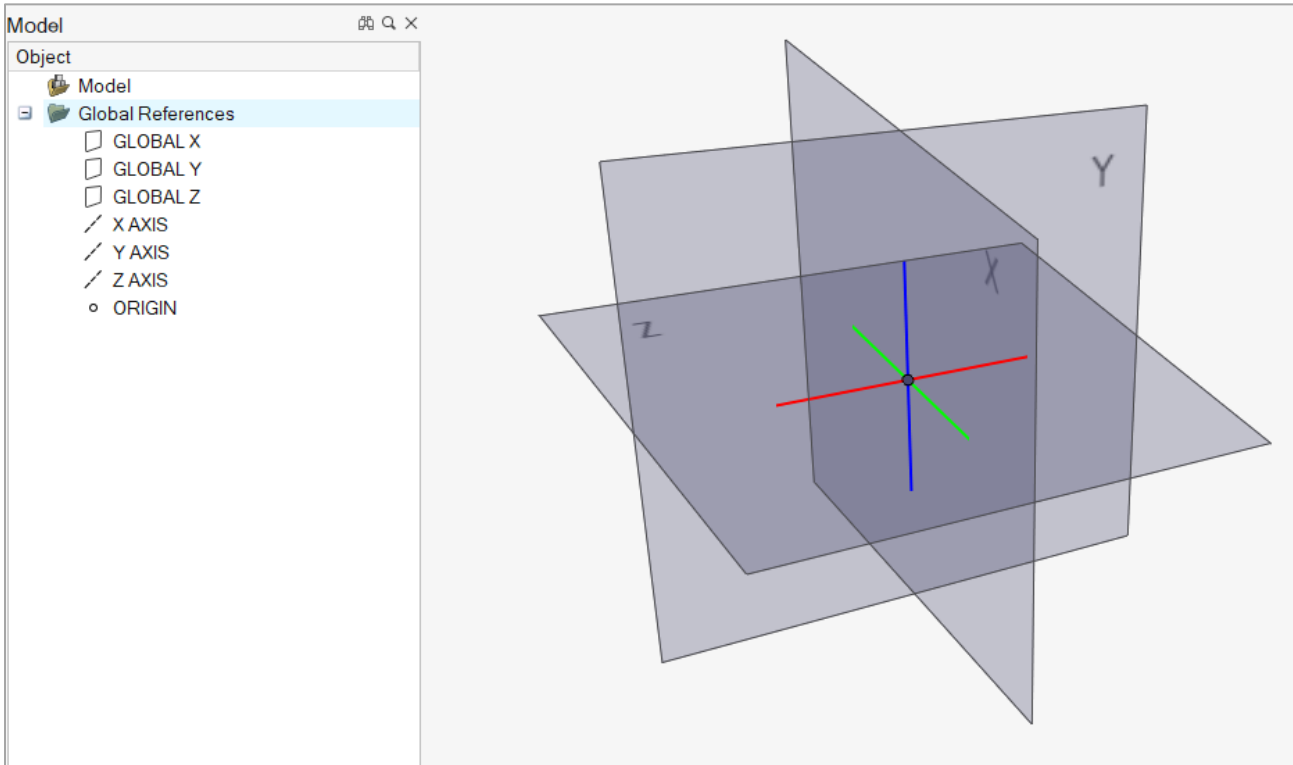 Model
Object
Model
Global References
GLOBAL X
GLOBAL Y
GLOBAL Z
X AXIS
Y AXIS
Z AXIS
ORIGIN
Y
X
Z